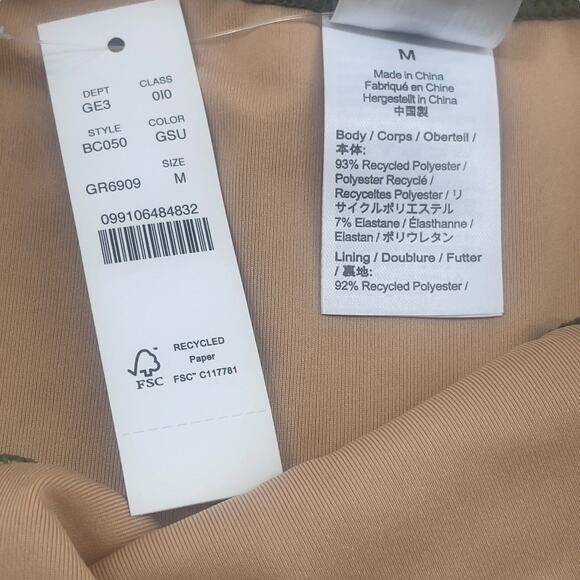 DEPT CLASS
GE3 0I0
STYLE COLOR
BC050 GSU
SIZE
GR6909 M
099106484832
RECYCLED
Paper
FSC™ C117781
FSC
M
Made in China
Fabriqué en Chine
Hergestellt in China
中国製
Body / Corps / Oberteil /
本体:
93% Recycled Polyester /
Polyester Recyclé /
Recyceltes Polyester / リ
サイクルポリエステル
7% Elastane / Élasthanne /
Elastan / ポリウレタン
Lining / Doublure / Futter
/ 裏地:
92% Recycled Polyester /